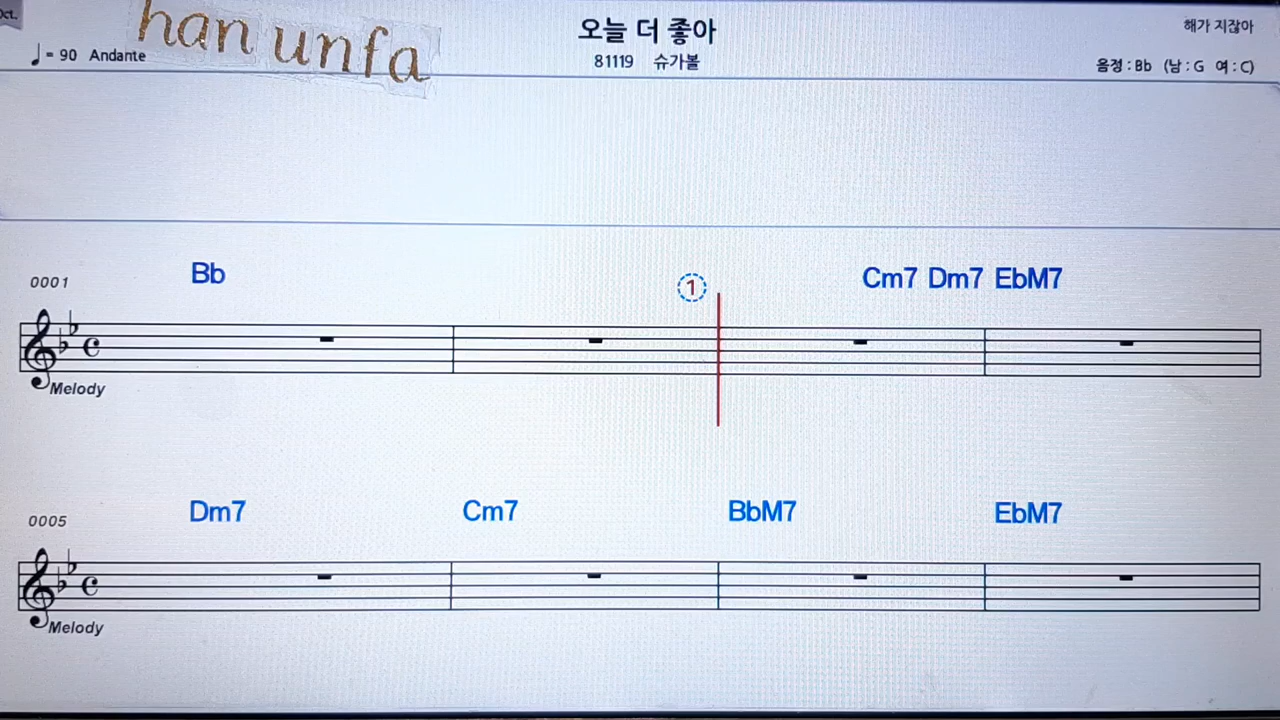 Oct.
han unfa
오늘 더 좋아
해가 지잖아
♩= 90 Andante
81119 슈가볼
음정 : Bb (남 : G 여 : C)
0001
Bb
1
Cm7 Dm7 EbM7
Melody
0005
Dm7 Cm7 BbM7 EbM7
Melody